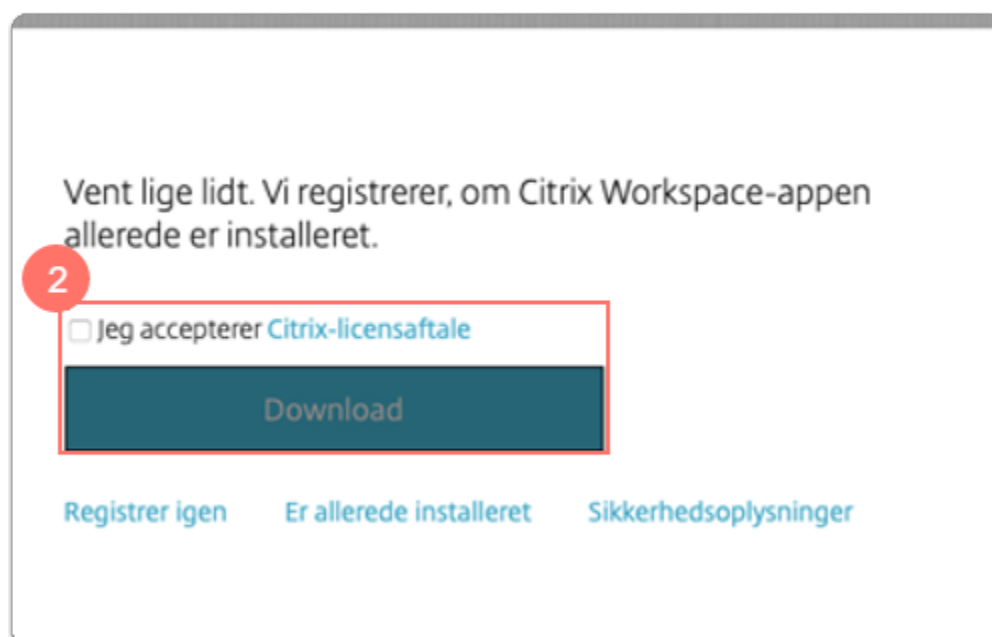 Vent lige lidt. Vi registrerer, om Citrix Workspace-appen
allerede er installeret.
2
Jeg accepterer Citrix-licensaftale
Download
Registrer igen Er allerede installeret Sikkerhedsoplysninger